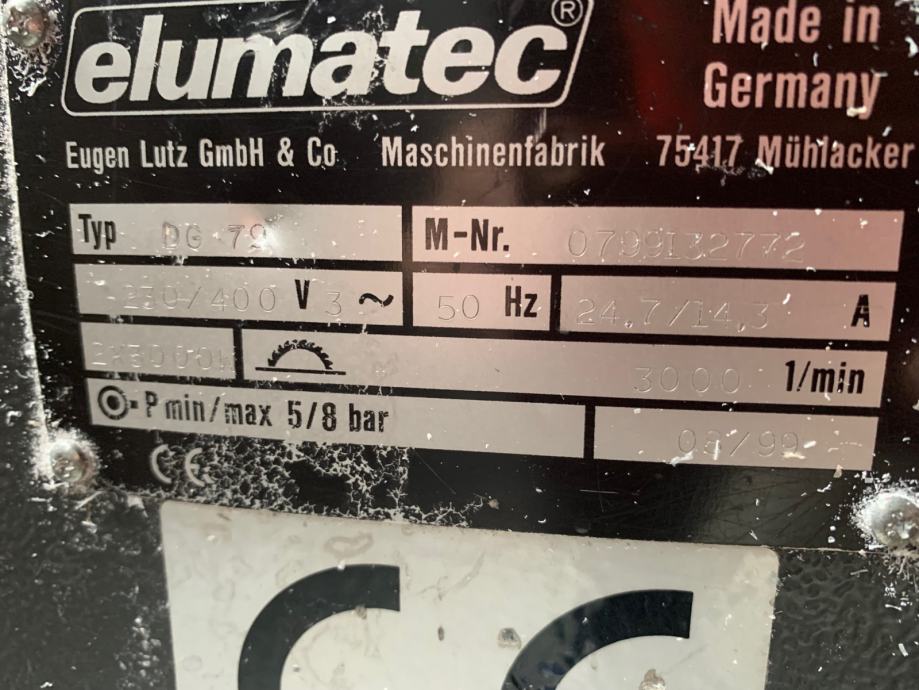 elumatec®
Made in
Germany
Eugen Lutz GmbH & Co Maschinenfabrik 75417 Mühlacker
Typ DG 79 M-Nr. 0799132772
230/400 V 3~ 50 Hz 24.7/14.3 A
3000 1/min
-P min/max 5/8 bar 08/99
CE
CE